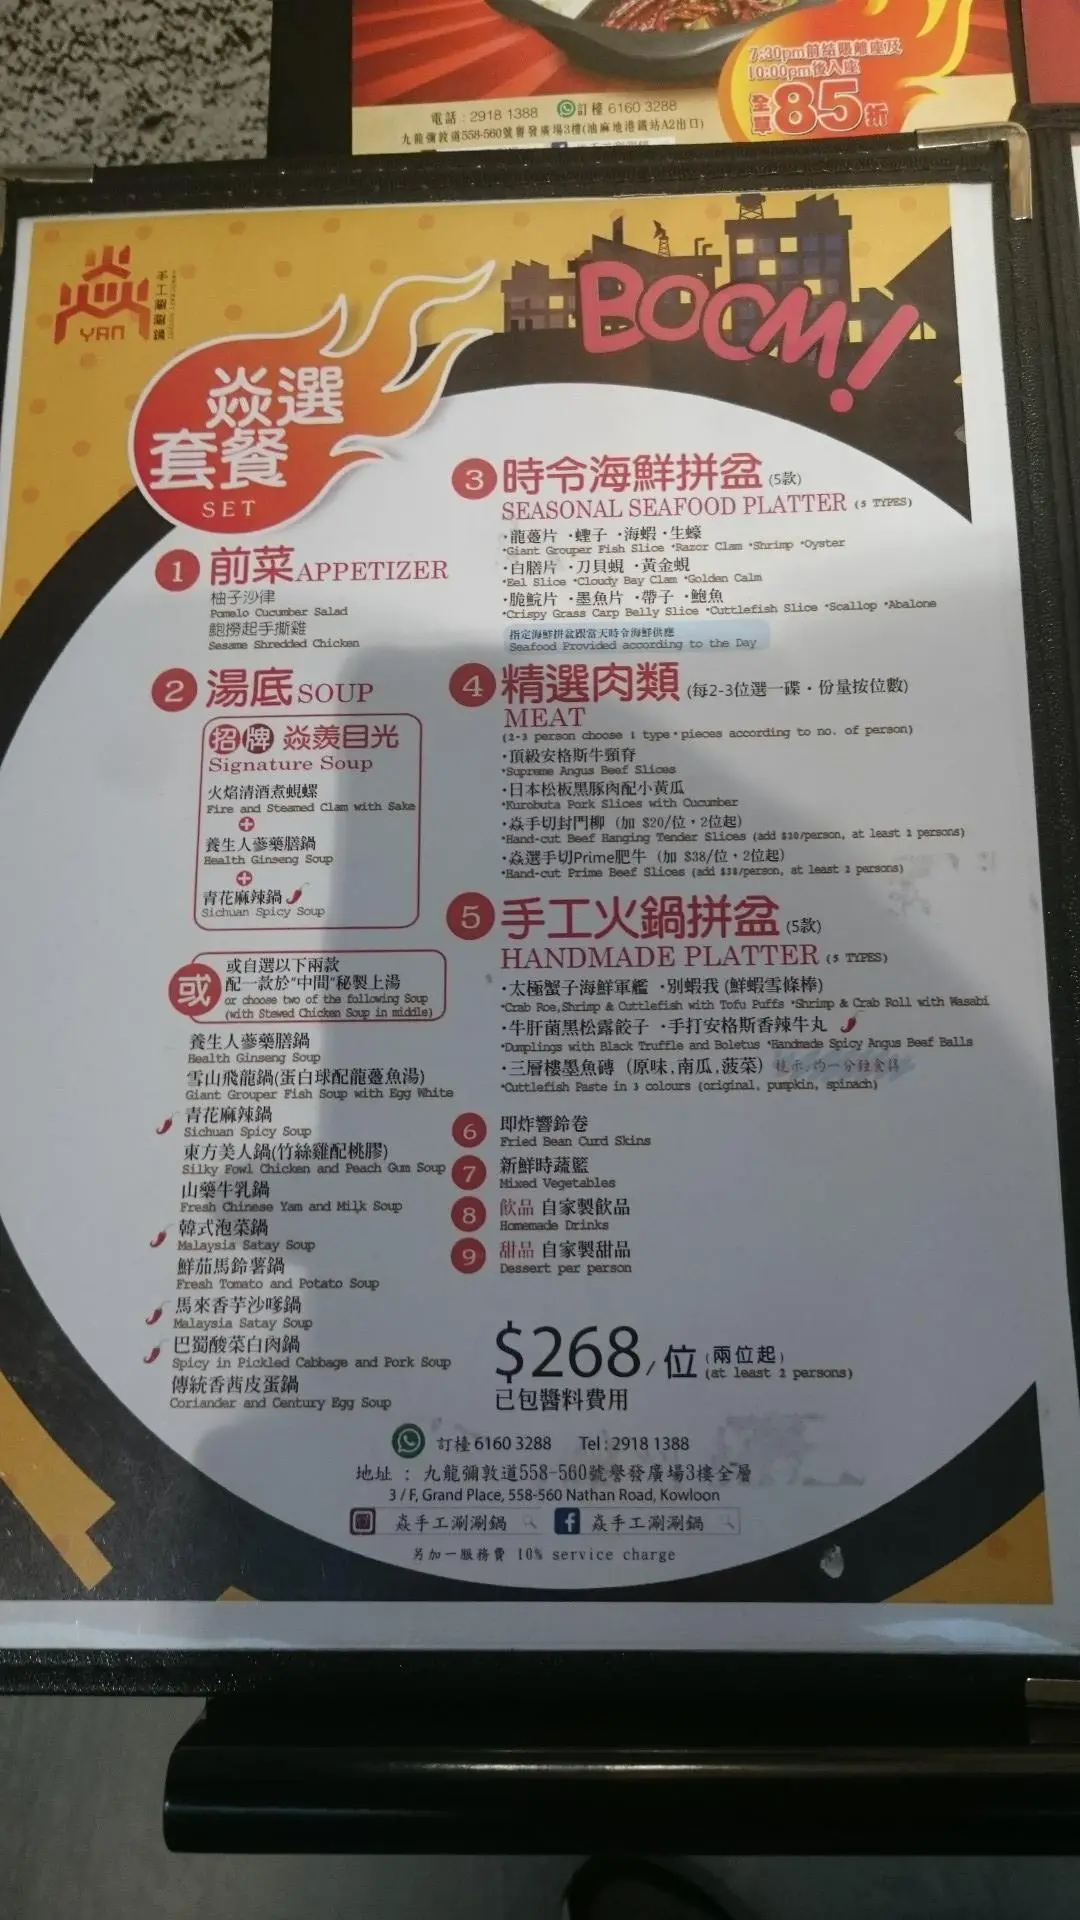 7:30pm前結賬離座及
10:00pm後入座
全單85折
電話：2918 1388 訂檯 6160 3288
九龍彌敦道558-560號譽發廣場3樓(油麻地港鐵站A2出口)
焱
YAN
手工涮涮鍋
BOOM!
焱選
套餐
SET
1 前菜 APPETIZER
柚子沙律
Pomelo Cucumber Salad
鮑撈起手撕雞
Sesame Shredded Chicken
2 湯底 SOUP
招牌 焱羨目光
Signature Soup
火焰清酒煮蜆螺
Fire and Steamed Clam with Sake
+
養生人蔘藥膳鍋
Health Ginseng Soup
+
青花麻辣鍋
Sichuan Spicy Soup
或
或自選以下兩款
配一款於"中間"秘製上湯
or choose two of the following Soup
(with Stewed Chicken Soup in middle)
養生人蔘藥膳鍋
Health Ginseng Soup
雪山飛龍鍋(蛋白球配龍躉魚湯)
Giant Grouper Fish Soup with Egg White
青花麻辣鍋
Sichuan Spicy Soup
東方美人鍋(竹絲雞配桃膠)
Silky Fowl Chicken and Peach Gum Soup
山藥牛乳鍋
Fresh Chinese Yam and Milk Soup
韓式泡菜鍋
Malaysia Satay Soup
鮮茄馬鈴薯鍋
Fresh Tomato and Potato Soup
馬來香芋沙嗲鍋
Malaysia Satay Soup
巴蜀酸菜白肉鍋
Spicy in Pickled Cabbage and Pork Soup
傳統香茜皮蛋鍋
Coriander and Century Egg Soup
3 時令海鮮拼盆 (5款)
SEASONAL SEAFOOD PLATTER (5 TYPES)
·龍躉片 ·蟶子 ·海蝦 ·生蠔
*Giant Grouper Fish Slice *Razor Clam *Shrimp *Oyster
·白膳片 ·刀貝蜆 ·黃金蜆
*Eel Slice *Cloudy Bay Clam *Golden Calm
·脆鯇片 ·墨魚片 ·帶子 ·鮑魚
*Crispy Grass Carp Belly Slice *Cuttlefish Slice *Scallop *Abalone
指定海鮮拼盆跟當天時令海鮮供應
Seafood Provided according to the Day
4 精選肉類 (每2-3位選一碟·份量按位數)
MEAT
(2-3 person choose 1 type·pieces according to no. of person)
·頂級安格斯牛頸脊
*Supreme Angus Beef Slices
·日本松板黑豚肉配小黃瓜
*Kurobuta Pork Slices with Cucumber
·焱手切封門柳 (加 $20/位，2位起)
*Hand-cut Beef Hanging Tender Slices (add $20/person, at least 2 persons)
·焱選手切Prime肥牛 (加 $38/位，2位起)
*Hand-cut Prime Beef Slices (add $38/person, at least 2 persons)
5 手工火鍋拼盆 (5款)
HANDMADE PLATTER (5 TYPES)
·太極蟹子海鮮軍艦 ·別蝦我 (鮮蝦雪條棒)
*Crab Roe,Shrimp & Cuttlefish with Tofu Puffs *Shrimp & Crab Roll with Wasabi
·牛肝菌黑松露餃子 ·手打安格斯香辣牛丸
*Dumplings with Black Truffle and Boletus *Handmade Spicy Angus Beef Balls
·三層樓墨魚磚 (原味,南瓜,菠菜)
*Cuttlefish Paste in 3 colours (original, pumpkin, spinach)
6 即炸響鈴卷
Fried Bean Curd Skins
7 新鮮時蔬籃
Mixed Vegetables
8 飲品 自家製飲品
Homemade Drinks
9 甜品 自家製甜品
Dessert per person
$268/位 (兩位起)
(at least 2 persons)
已包醬料費用
訂檯 6160 3288 Tel : 2918 1388
地址 : 九龍彌敦道558-560號譽發廣場3樓全層
3 / F, Grand Place, 558-560 Nathan Road, Kowloon
焱手工涮涮鍋 焱手工涮涮鍋
另加一服務費 10% service charge